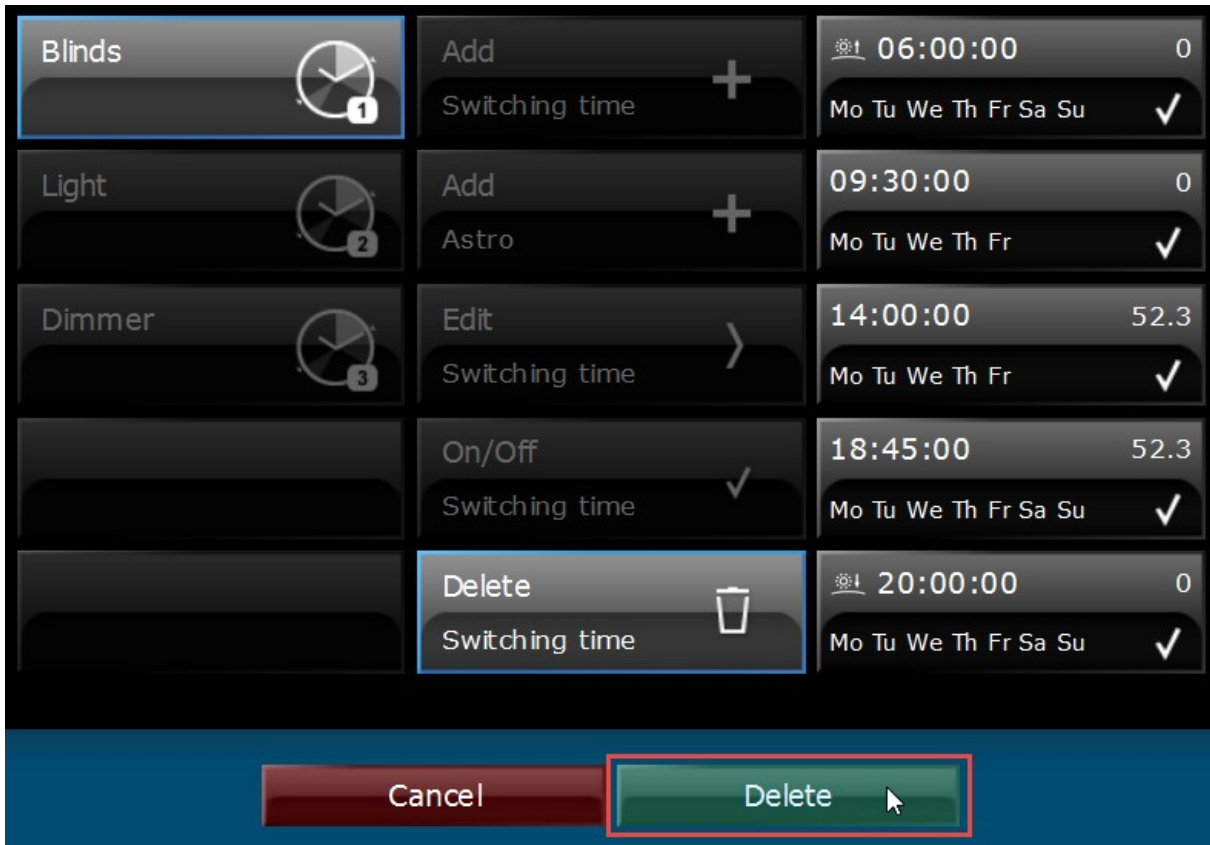 Blinds
1
Light
2
Dimmer
3
Add
Switching time
Add
Astro
Edit
Switching time
On/Off
Switching time
Delete
Switching time
06:00:00 0
Mo Tu We Th Fr Sa Su
09:30:00 0
Mo Tu We Th Fr
14:00:00 52.3
Mo Tu We Th Fr
18:45:00 52.3
Mo Tu We Th Fr Sa Su
20:00:00 0
Mo Tu We Th Fr Sa Su
Cancel
Delete